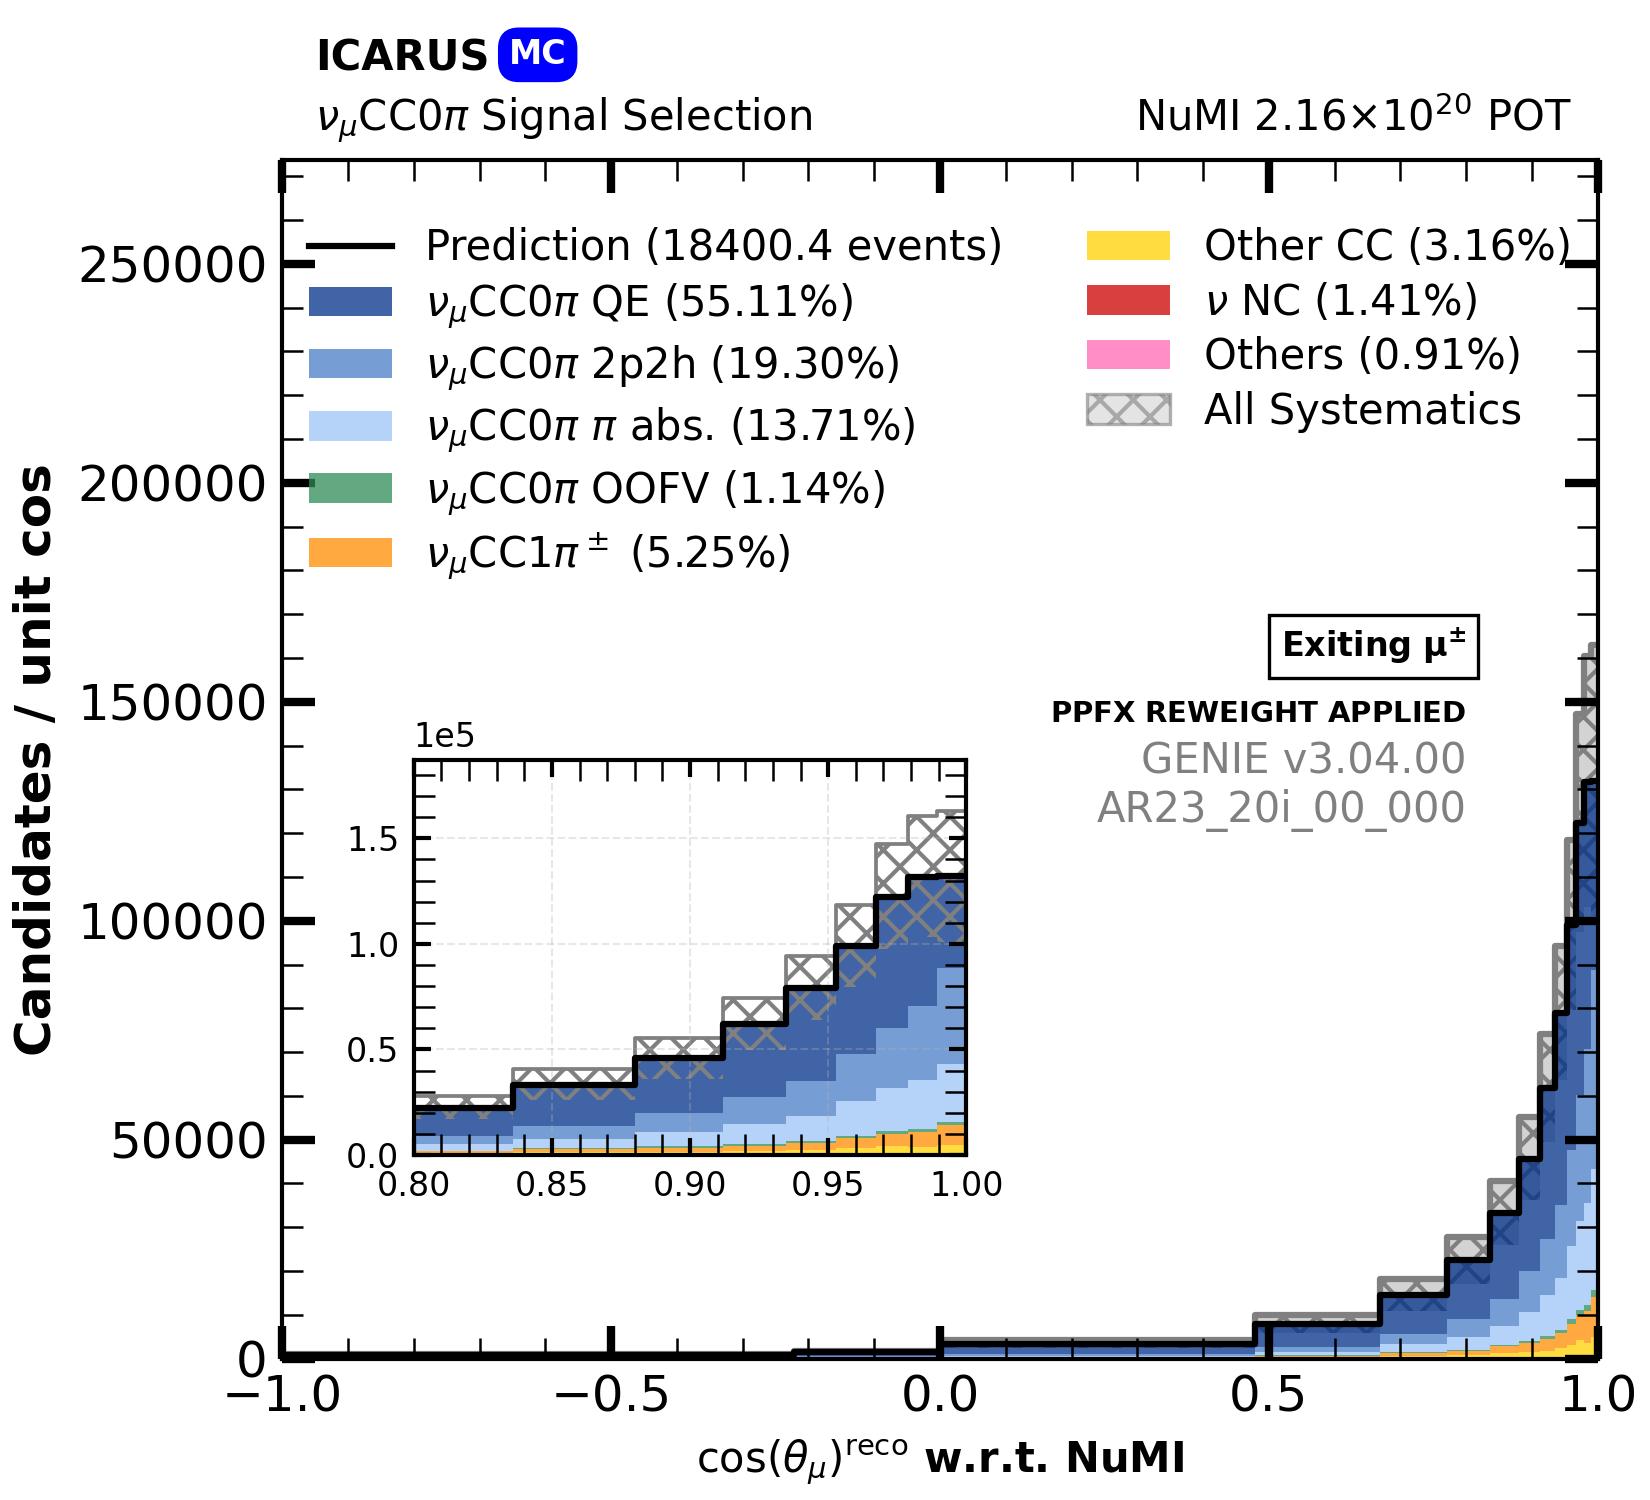 ICARUS MC
νμCC0π Signal Selection
NuMI 2.16×10²⁰ POT
Candidates / unit cos
250000
200000
150000
100000
50000
0
Prediction (18400.4 events)
νμCC0π QE (55.11%)
νμCC0π 2p2h (19.30%)
νμCC0π π abs. (13.71%)
νμCC0π OOFV (1.14%)
νμCC1π± (5.25%)
Other CC (3.16%)
ν NC (1.41%)
Others (0.91%)
All Systematics
Exiting μ±
PPFX REWEIGHT APPLIED
GENIE v3.04.00
AR23_20i_00_000
1e5
1.5
1.0
0.5
0.0
0.80 0.85 0.90 0.95 1.00
−1.0 −0.5 0.0 0.5 1.0
cos(θμ)reco w.r.t. NuMI